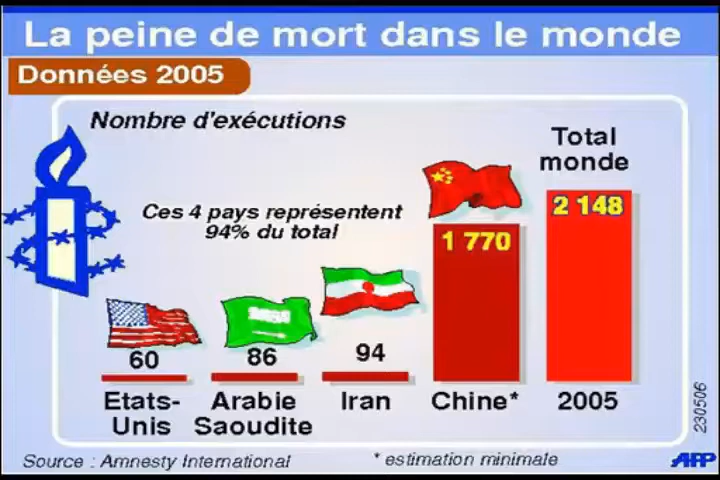 La peine de mort dans le monde
Données 2005
Nombre d'exécutions
Total
monde
Ces 4 pays représentent
94% du total
2 148
1 770
60
86
94
Etats-
Unis
Arabie
Saoudite
Iran
Chine*
2005
230506
Source : Amnesty International
* estimation minimale
AFP